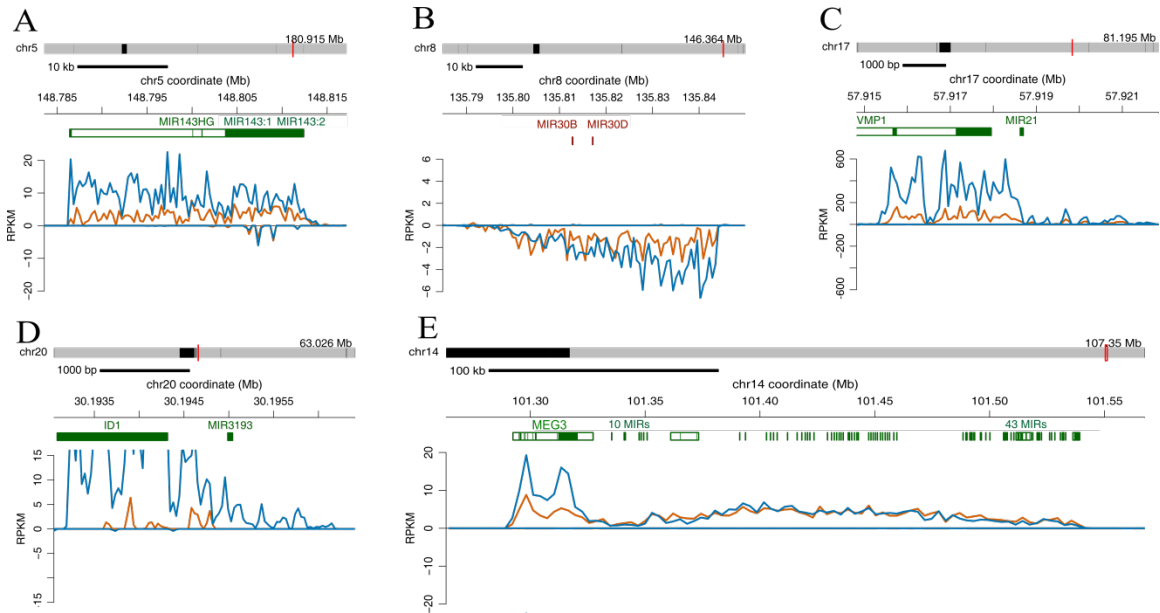 A
180.915 Mb
chr5
10 kb
chr5 coordinate (Mb)
148.785 148.795 148.805 148.815
MIR143HG MIR143:1 MIR143:2
RPKM
20
10
0
−10
−20
B
146.364 Mb
chr8
10 kb
chr8 coordinate (Mb)
135.79 135.80 135.81 135.82 135.83 135.84
MIR30B MIR30D
RPKM
6
4
2
0
−2
−4
−6
C
81.195 Mb
chr17
1000 bp
chr17 coordinate (Mb)
57.915 57.917 57.919 57.921
VMP1 MIR21
RPKM
600
200
−200
−600
D
63.026 Mb
chr20
1000 bp
chr20 coordinate (Mb)
30.1935 30.1945 30.1955
ID1 MIR3193
RPKM
15
10
5
0
−5
−15
E
107.35 Mb
chr14
100 kb
chr14 coordinate (Mb)
101.30 101.35 101.40 101.45 101.50 101.55
MEG3 10 MIRs 43 MIRs
RPKM
20
10
0
−10
−20